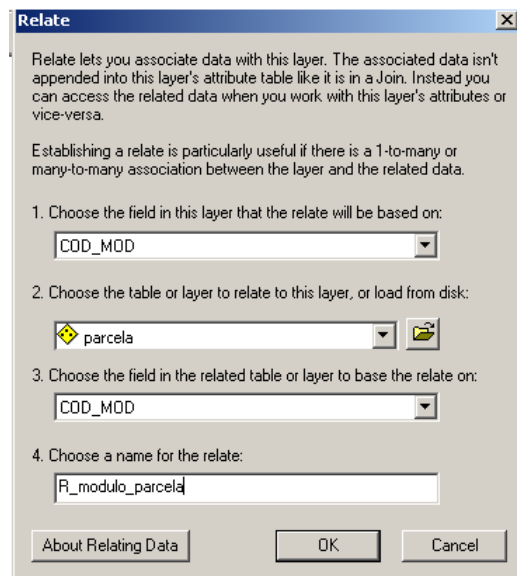 Relate
Relate lets you associate data with this layer. The associated data isn't
appended into this layer's attribute table like it is in a Join. Instead you
can access the related data when you work with this layer's attributes or
vice-versa.
Establishing a relate is particularly useful if there is a 1-to-many or
many-to-many association between the layer and the related data.
1. Choose the field in this layer that the relate will be based on:
COD_MOD
2. Choose the table or layer to relate to this layer, or load from disk:
parcela
3. Choose the field in the related table or layer to base the relate on:
COD_MOD
4. Choose a name for the relate:
R_modulo_parcela
About Relating Data OK Cancel